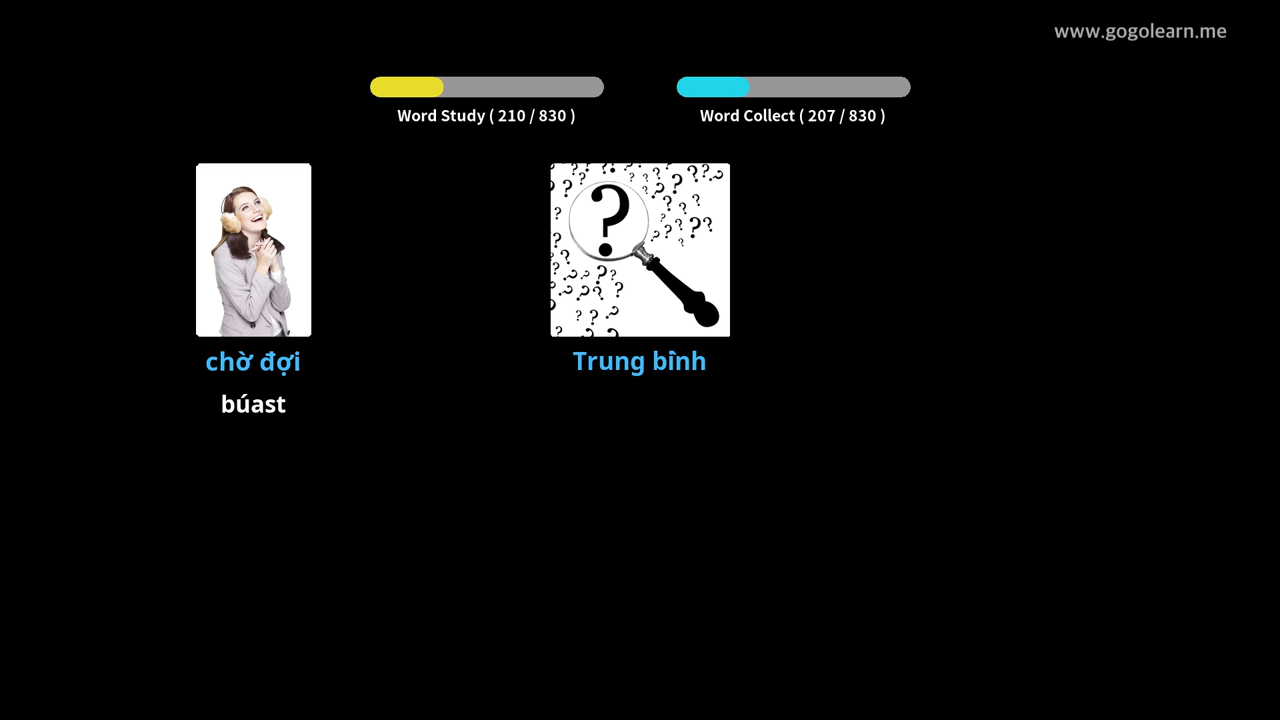 www.gogolearn.me
Word Study ( 210 / 830 )
Word Collect ( 207 / 830 )
chờ đợi
Trung bình
búast